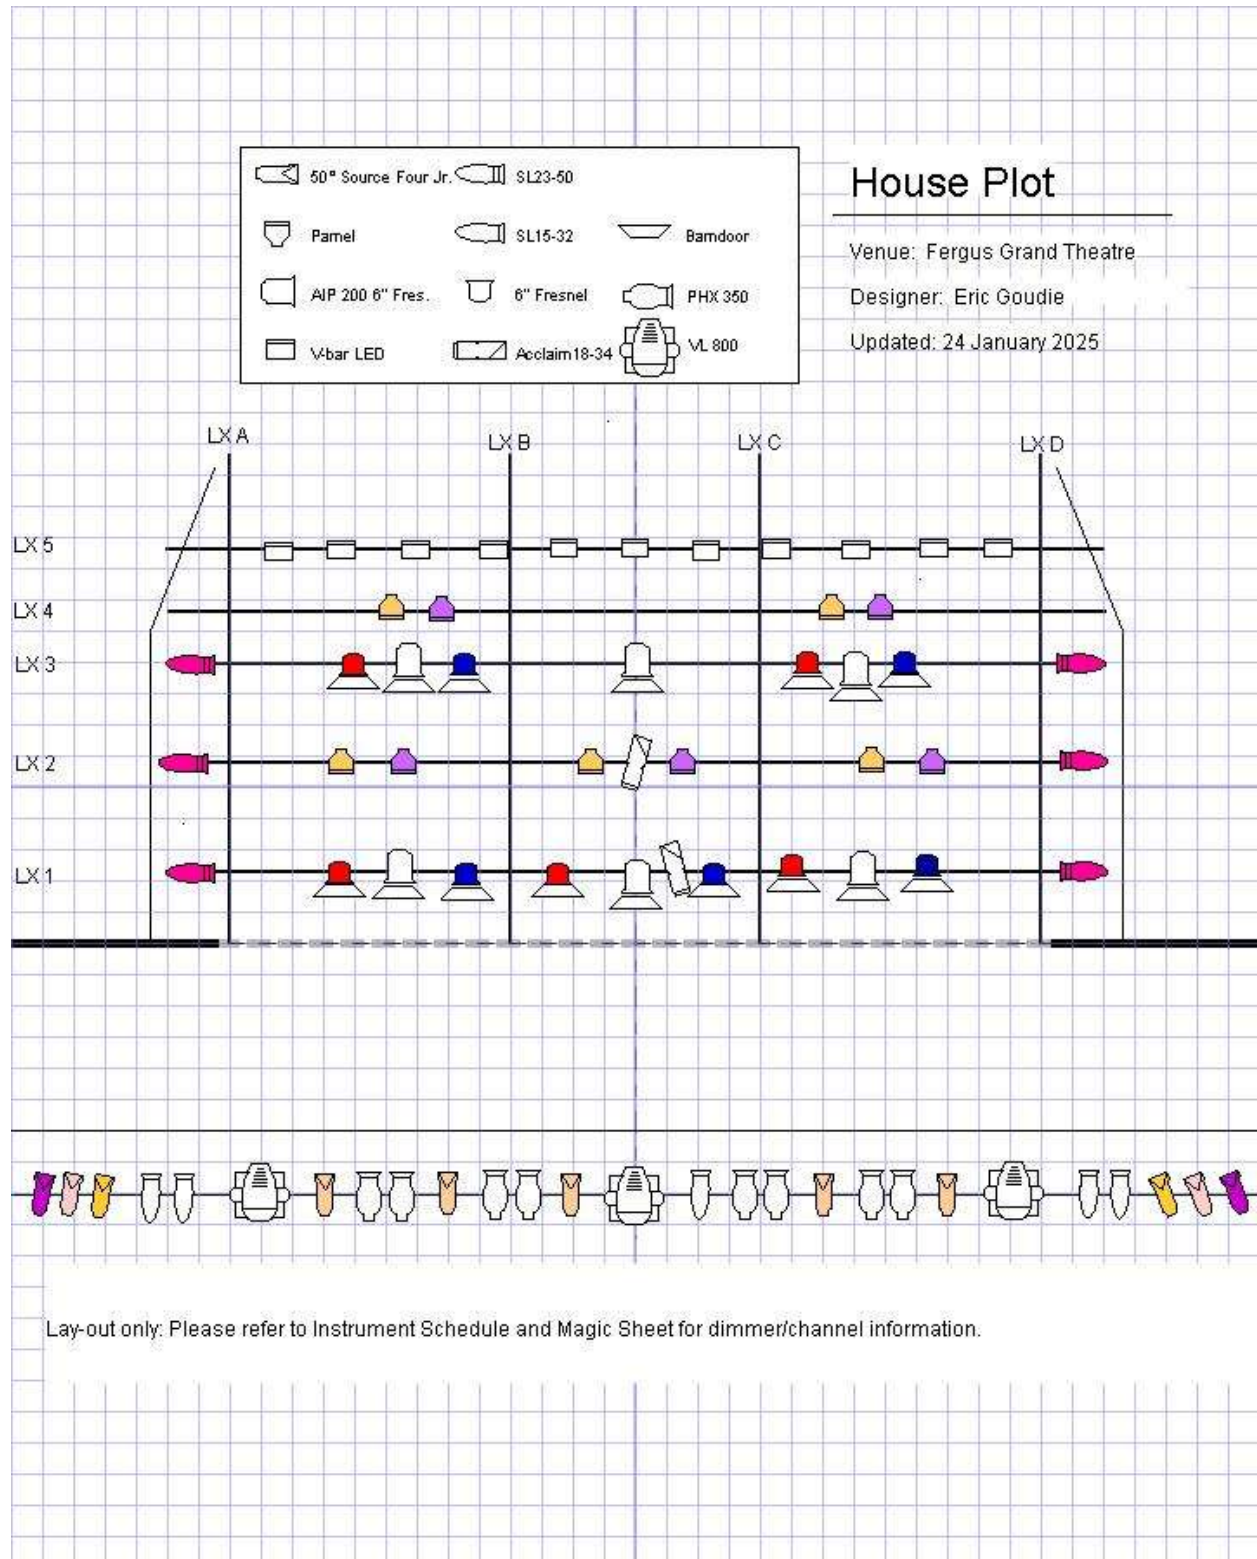 50° Source Four Jr.
SL23-50
Parnel
SL15-32
Barndoor
AIP 200 6" Fres.
6" Fresnel
PHX 350
V-bar LED
Acclaim18-34
VL 800
House Plot
Venue: Fergus Grand Theatre
Designer: Eric Goudie
Updated: 24 January 2025
LX A
LX B
LX C
LX D
LX 5
LX 4
LX 3
LX 2
LX 1
Lay-out only: Please refer to Instrument Schedule and Magic Sheet for dimmer/channel information.